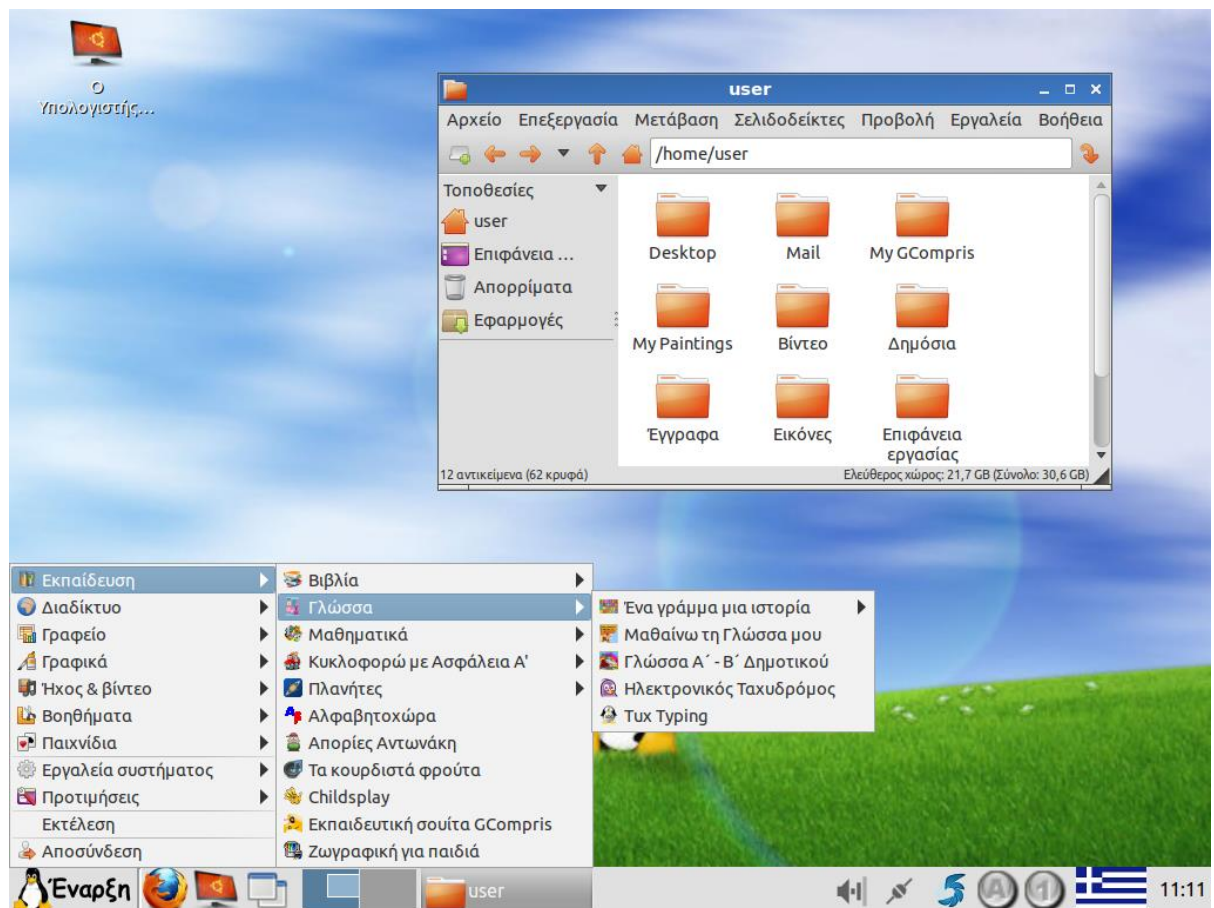 Ο
Υπολογιστής...
user
Αρχείο Επεξεργασία Μετάβαση Σελιδοδείκτες Προβολή Εργαλεία Βοήθεια
/home/user
Τοποθεσίες
user
Επιφάνεια ...
Απορρίματα
Εφαρμογές
Desktop Mail My GCompris
My Paintings Βίντεο Δημόσια
Έγγραφα Εικόνες Επιφάνεια
εργασίας
12 αντικείμενα (62 κρυφά) Ελεύθερος χώρος: 21,7 GB (Σύνολο: 30,6 GB)
Εκπαίδευση
Διαδίκτυο
Γραφείο
Γραφικά
Ήχος & βίντεο
Βοηθήματα
Παιχνίδια
Εργαλεία συστήματος
Προτιμήσεις
Εκτέλεση
Αποσύνδεση
Βιβλία
Γλώσσα
Μαθηματικά
Κυκλοφορώ με Ασφάλεια Α'
Πλανήτες
Αλφαβητοχώρα
Απορίες Αντωνάκη
Τα κουρδιστά φρούτα
Childsplay
Εκπαιδευτική σουίτα GCompris
Ζωγραφική για παιδιά
Ένα γράμμα μια ιστορία
Μαθαίνω τη Γλώσσα μου
Γλώσσα Α΄ - Β΄ Δημοτικού
Ηλεκτρονικός Ταχυδρόμος
Tux Typing
Έναρξη user A 1 11:11